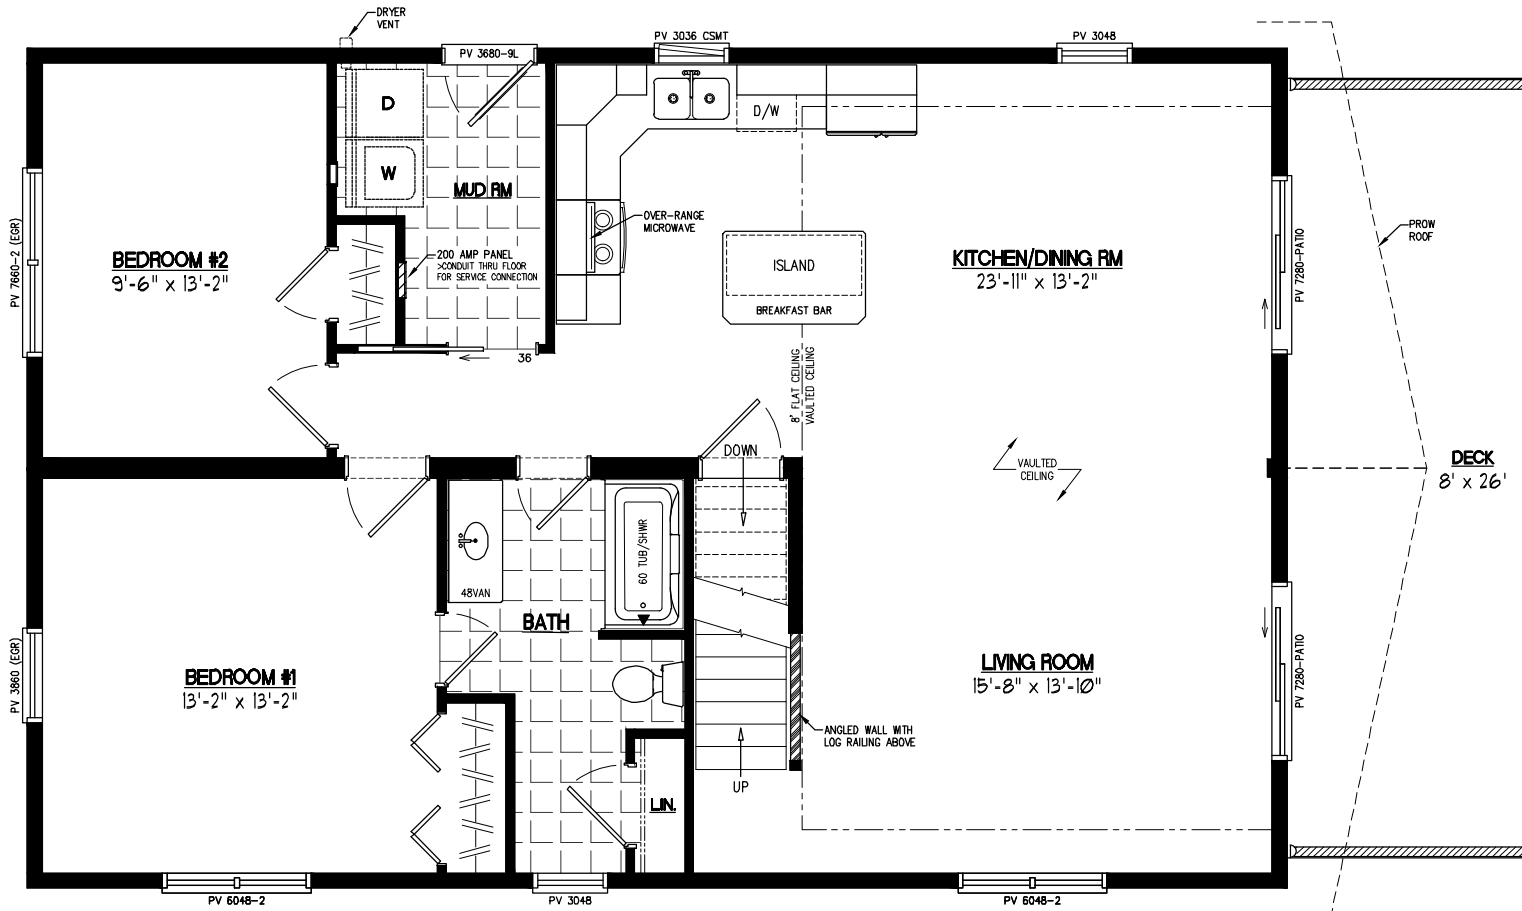 DRYER
VENT
PV 3680-9L
PV 3036 CSMT
PV 3048
D
D/W
W
MUD RM
OVER-RANGE
MICROWAVE
PROW
ROOF
PV 7660-2 (EGR)
BEDROOM #2
9'-6" x 13'-2"
200 AMP PANEL
>CONDUIT THRU FLOOR
FOR SERVICE CONNECTION
ISLAND
BREAKFAST BAR
KITCHEN/DINING RM
23'-11" x 13'-2"
PV 7280-PATIO
36
8' FLAT CEILING
VAULTED CEILING
DOWN
VAULTED
CEILING
DECK
8' x 26'
60 TUB/SHWR
48VAN
BATH
PV 3860 (EGR)
BEDROOM #1
13'-2" x 13'-2"
LIVING ROOM
15'-8" x 13'-10"
PV 7280-PATIO
ANGLED WALL WITH
LOG RAILING ABOVE
UP
LIN.
PV 6048-2
PV 3048
PV 6048-2